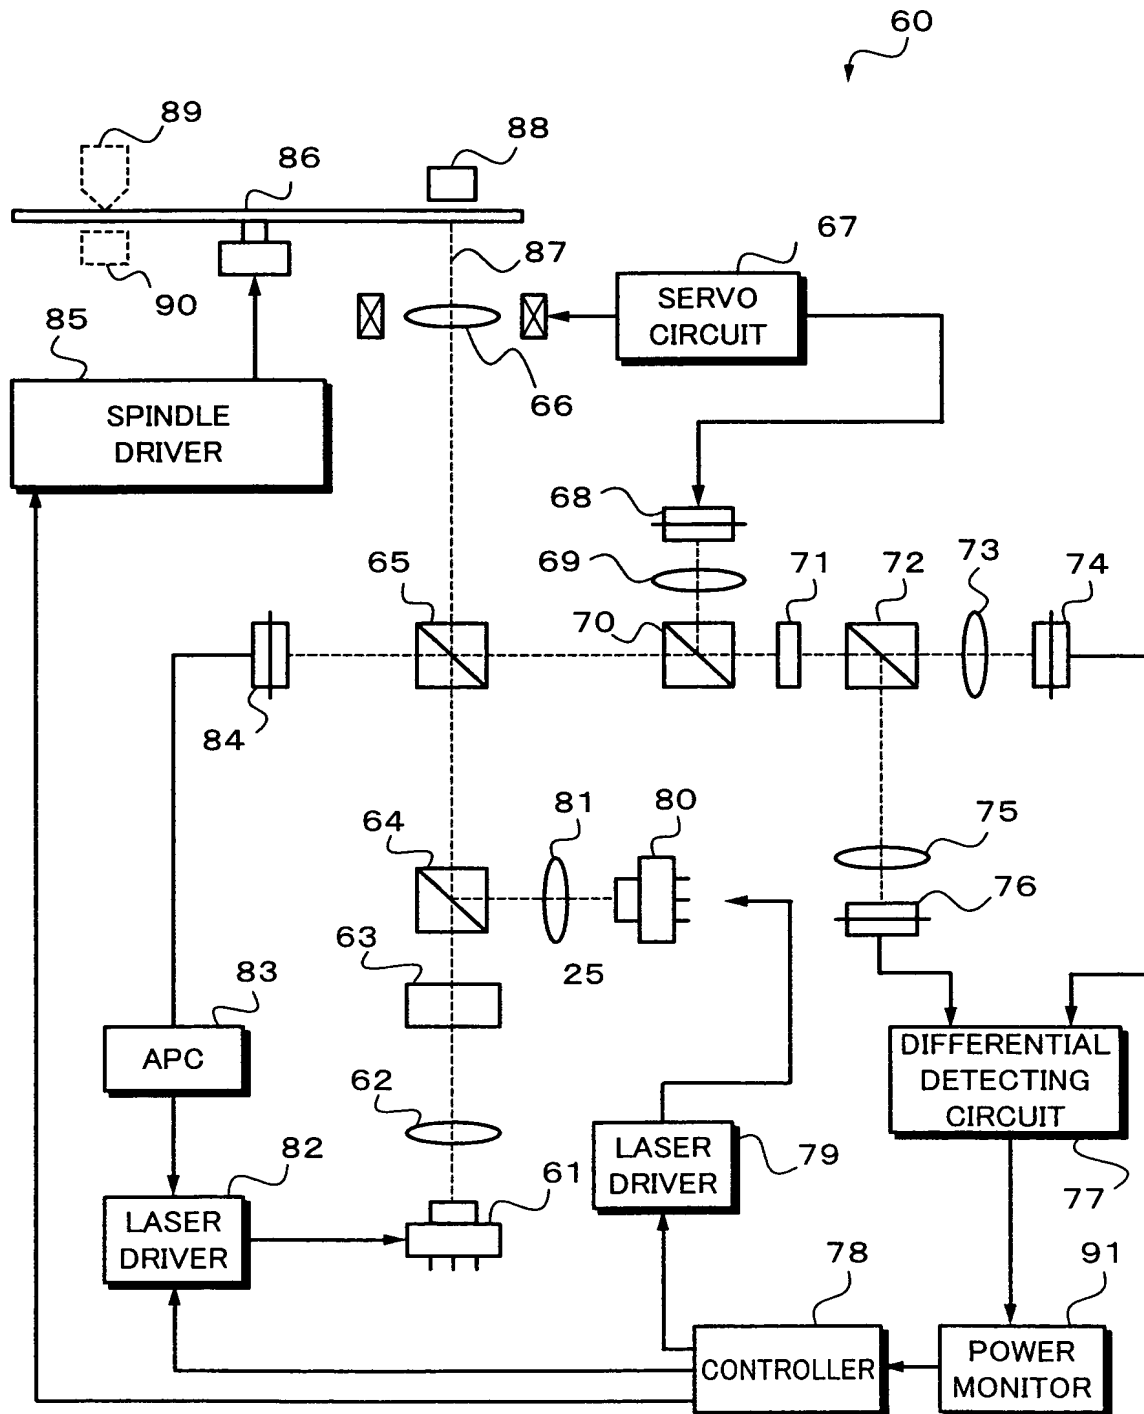 60
89
88
86
67
87
SERVO
CIRCUIT
90
85
66
SPINDLE
DRIVER
68
65
69
71
72
73
74
70
84
81
80
64
75
76
63
25
83
APC
DIFFERENTIAL
DETECTING
CIRCUIT
62
82
LASER
DRIVER
79
61
77
LASER
DRIVER
78
91
CONTROLLER
POWER
MONITOR